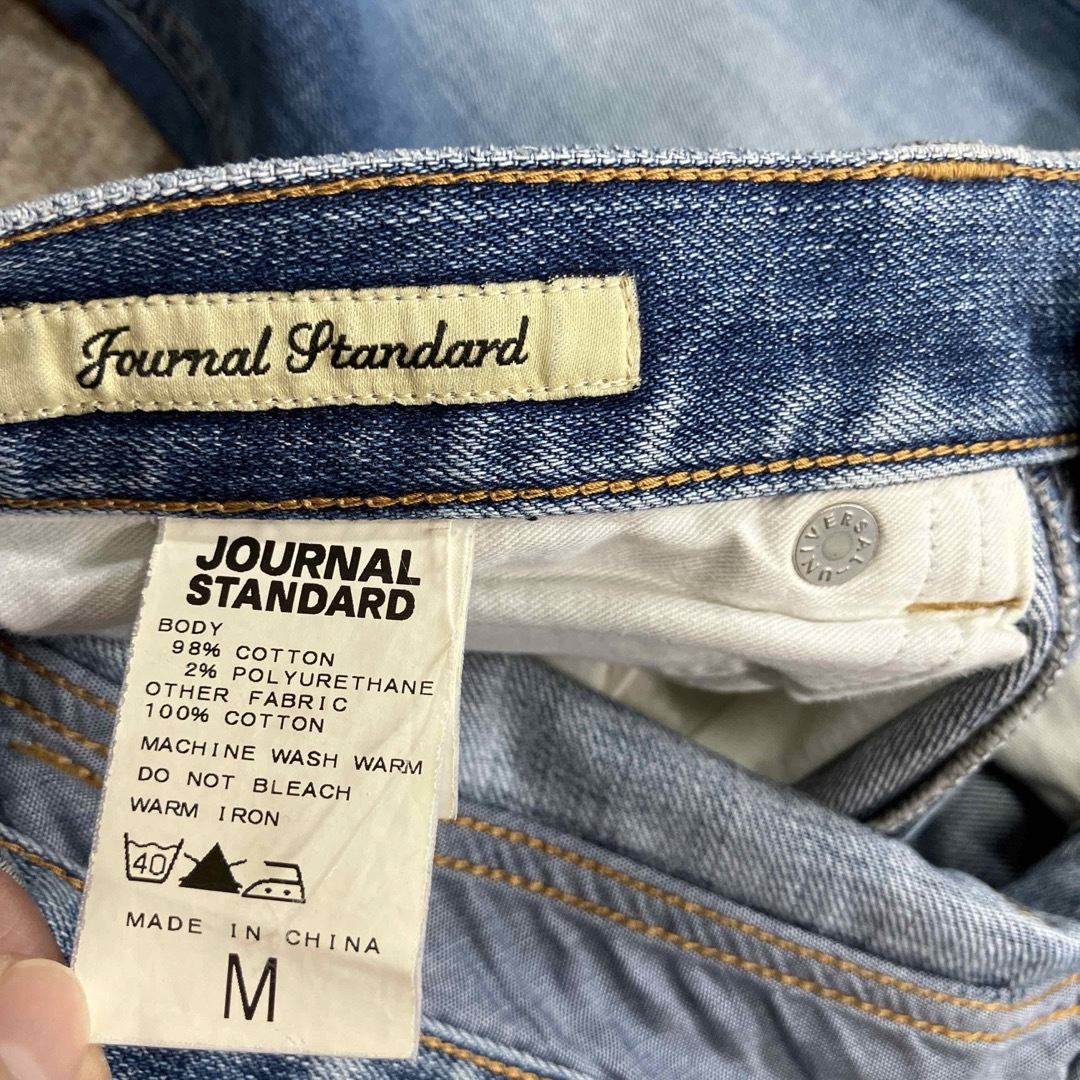 Journal Standard
UNIVERSAL
JOURNAL
STANDARD
BODY
98% COTTON
2% POLYURETHANE
OTHER FABRIC
100% COTTON
MACHINE WASH WARM
DO NOT BLEACH
WARM IRON
40
MADE IN CHINA
M